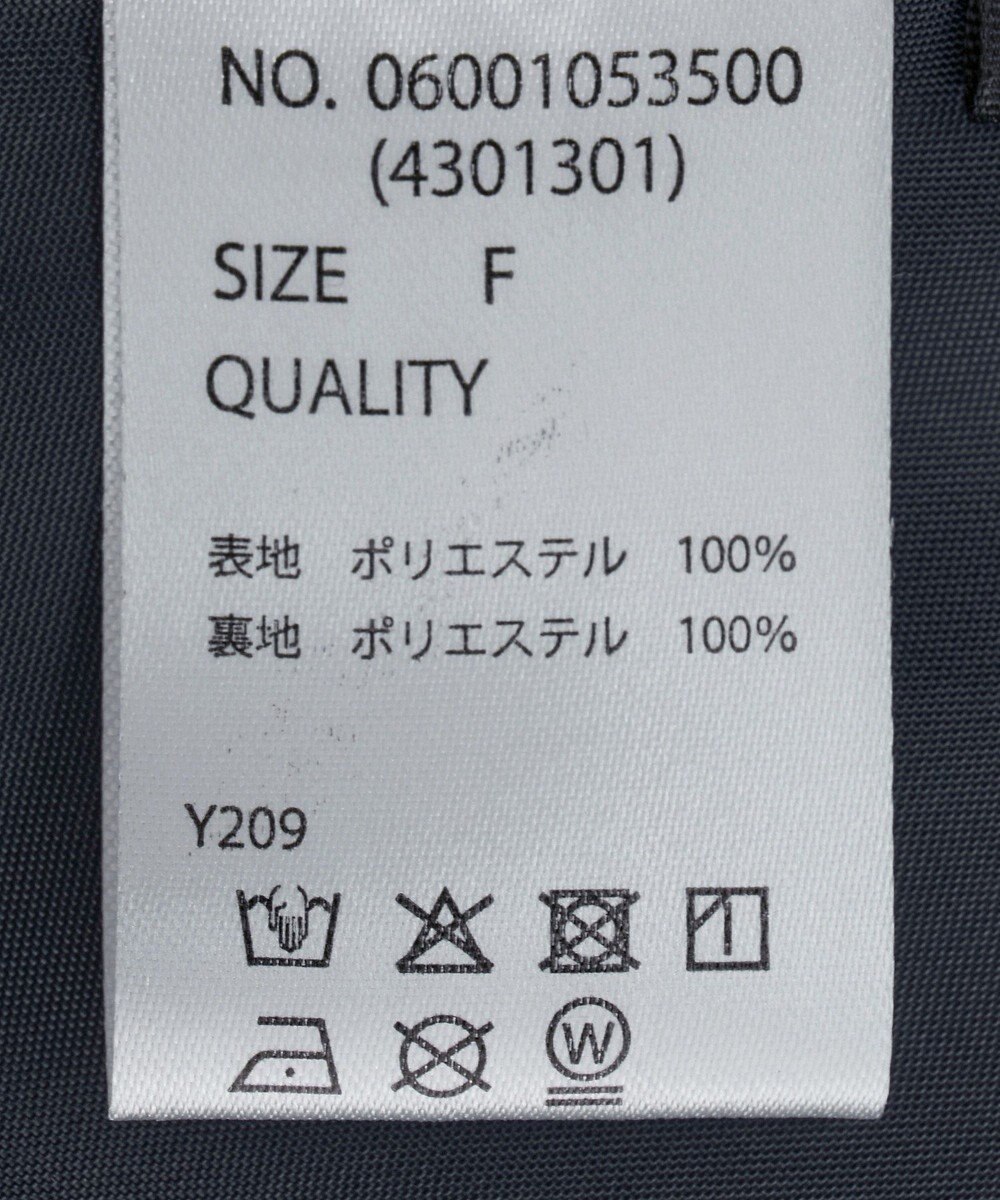 NO. 06001053500
(4301301)
SIZE F
QUALITY
表地 ポリエステル 100%
裏地 ポリエステル 100%
Y209
W